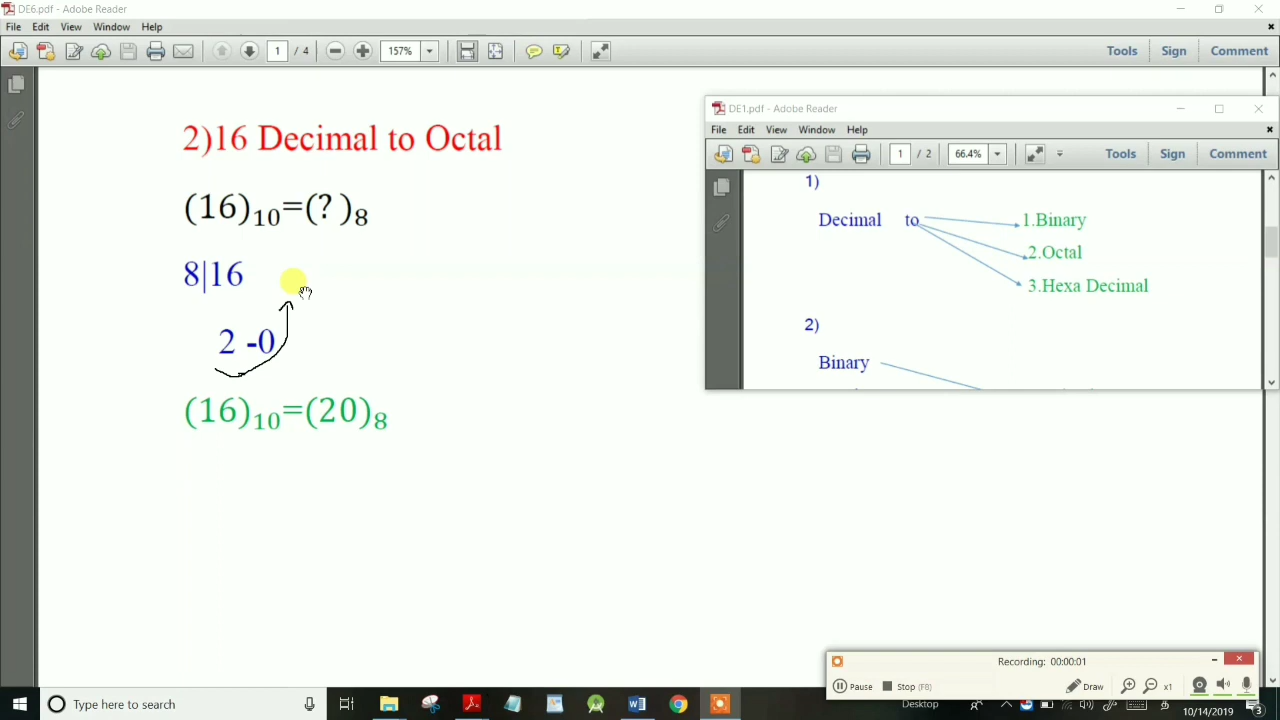 DE6.pdf - Adobe Reader
File Edit View Window Help
1 / 4 157% Tools Sign Comment
2)16 Decimal to Octal
(16)₁₀=(? )₈
8|16
2 -0
(16)₁₀=(20)₈
DE1.pdf - Adobe Reader
File Edit View Window Help
1 / 2 66.4% Tools Sign Comment
1)
Decimal to 1.Binary
2.Octal
3.Hexa Decimal
2)
Binary
Recording: 00:00:01
Pause Stop (F8) Draw x1
Type here to search
Desktop
10/14/2019
3